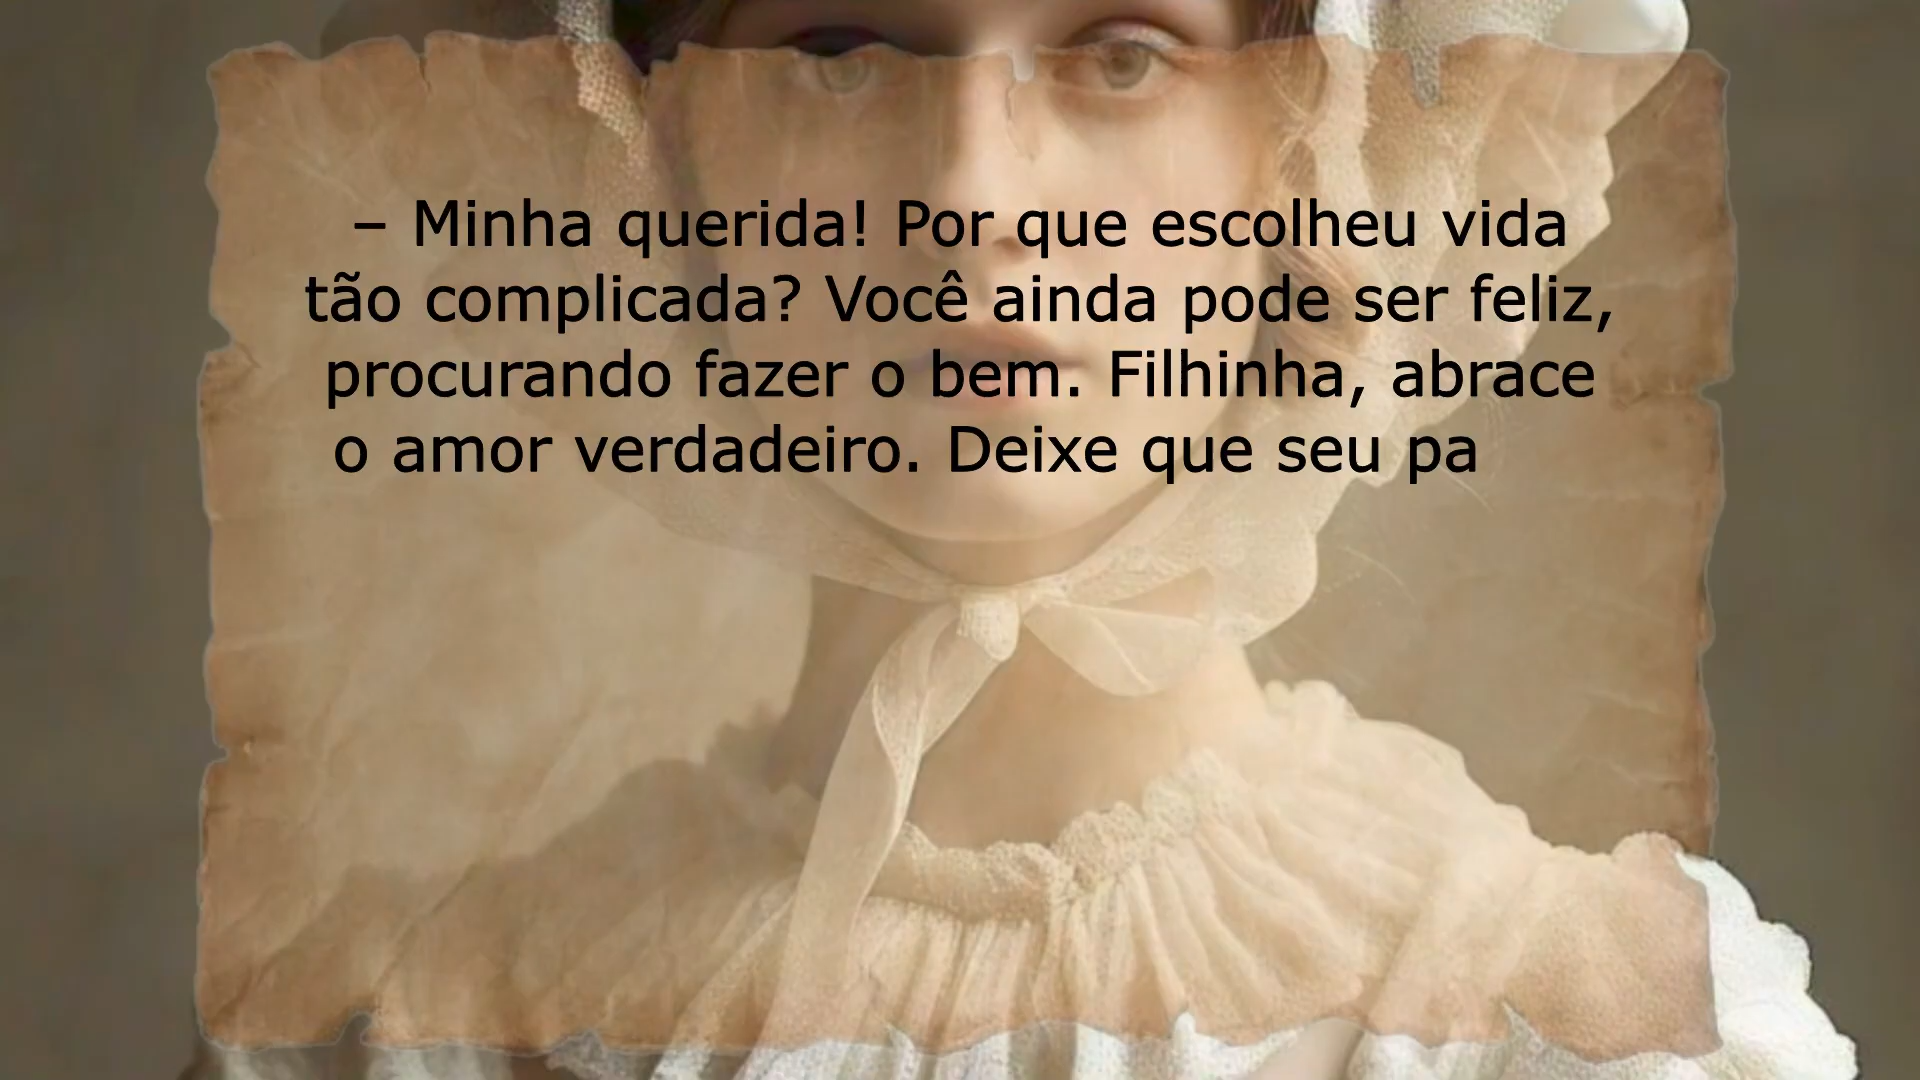 – Minha querida! Por que escolheu vida
tão complicada? Você ainda pode ser feliz,
procurando fazer o bem. Filhinha, abrace
o amor verdadeiro. Deixe que seu pa